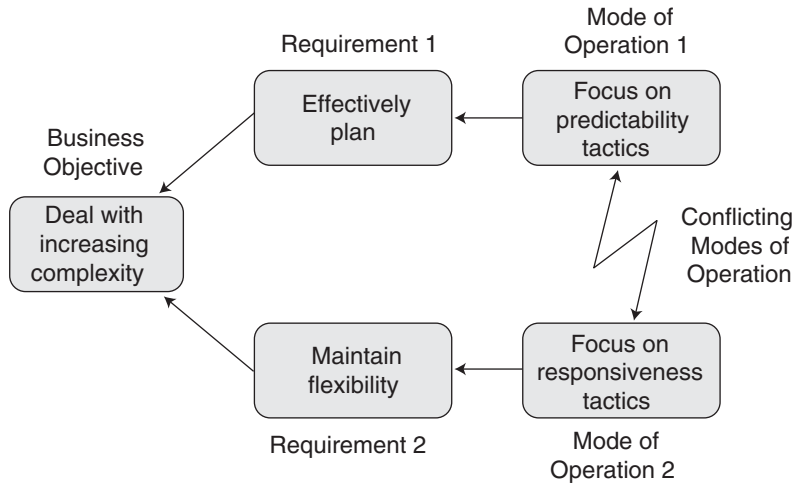 Mode of
Operation 1
Requirement 1
Focus on
predictability
tactics
Effectively
plan
Business
Objective
Deal with
increasing
complexity
Conflicting
Modes of
Operation
Maintain
flexibility
Focus on
responsiveness
tactics
Requirement 2
Mode of
Operation 2